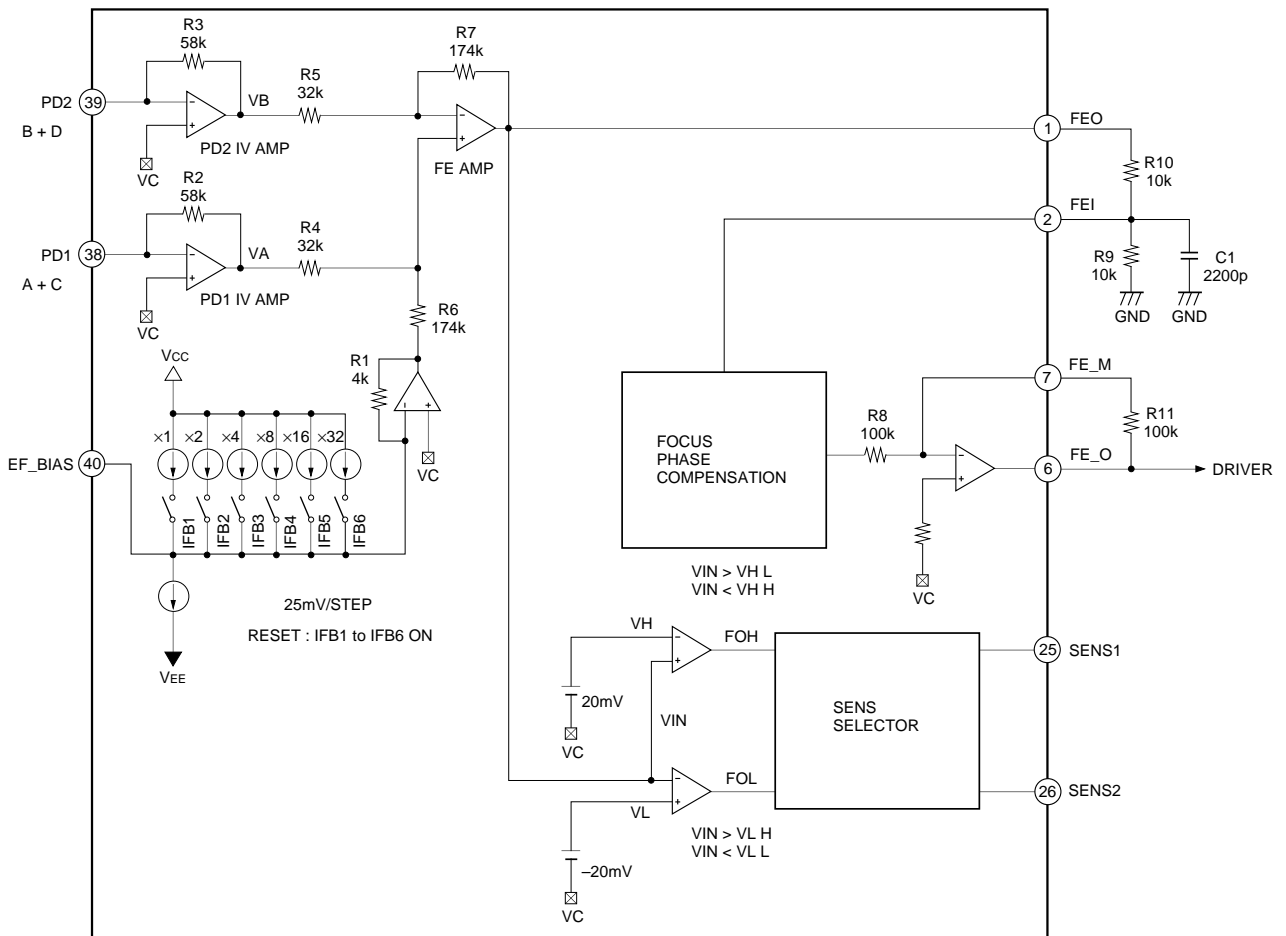 R3
58k
R7
174k
R5
32k
PD2
39
VB
B + D
PD2 IV AMP
VC
FE AMP
1
FEO
R10
10k
R2
58k
2
FEI
PD1
38
VA
R4
32k
A + C
PD1 IV AMP
VC
R9
10k
C1
2200p
GND
GND
R6
174k
R1
4k
VCC
VC
×1
×2
×4
×8
×16
×32
EF_BIAS
40
IFB1
IFB2
IFB3
IFB4
IFB5
IFB6
VEE
25mV/STEP
RESET : IFB1 to IFB6 ON
FOCUS
PHASE
COMPENSATION
R8
100k
7
FE_M
R11
100k
6
FE_O
DRIVER
VC
VIN > VH L
VIN < VH H
VH
FOH
20mV
VC
VIN
SENS
SELECTOR
25
SENS1
26
SENS2
FOL
VL
–20mV
VC
VIN > VL H
VIN < VL L
–
+
–
+
–
+
–
+
–
+
–
+
–
+